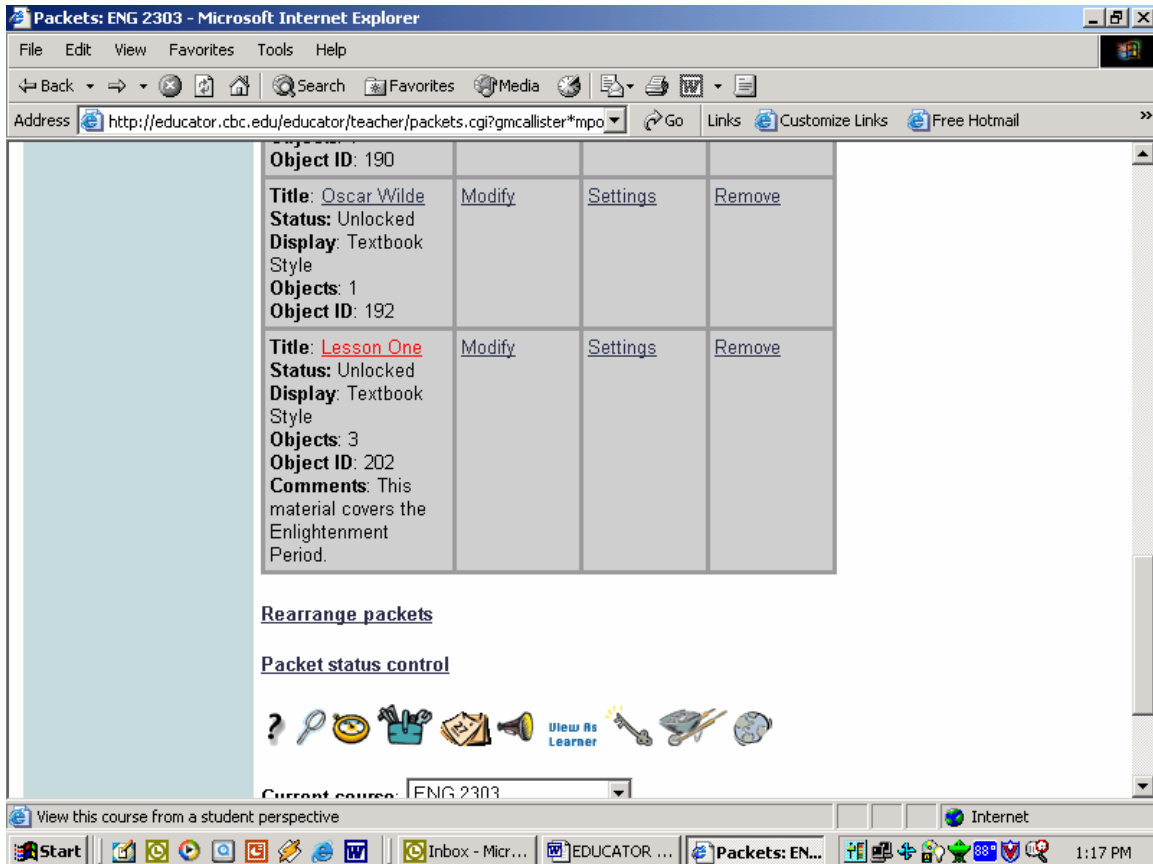 Packets: ENG 2303 - Microsoft Internet Explorer
File Edit View Favorites Tools Help
Back Search Favorites Media
Address http://educator.cbc.edu/educator/teacher/packets.cgi?gmcallister*mpo Go Links Customize Links Free Hotmail »
Object ID: 190
Title: Oscar Wilde Modify Settings Remove
Status: Unlocked
Display: Textbook
Style
Objects: 1
Object ID: 192
Title: Lesson One Modify Settings Remove
Status: Unlocked
Display: Textbook
Style
Objects: 3
Object ID: 202
Comments: This
material covers the
Enlightenment
Period.
Rearrange packets
Packet status control
View As
Learner
Current course: ENG 2303
View this course from a student perspective Internet
Start Inbox - Micr... EDUCATOR ... Packets: EN... 88° 1:17 PM